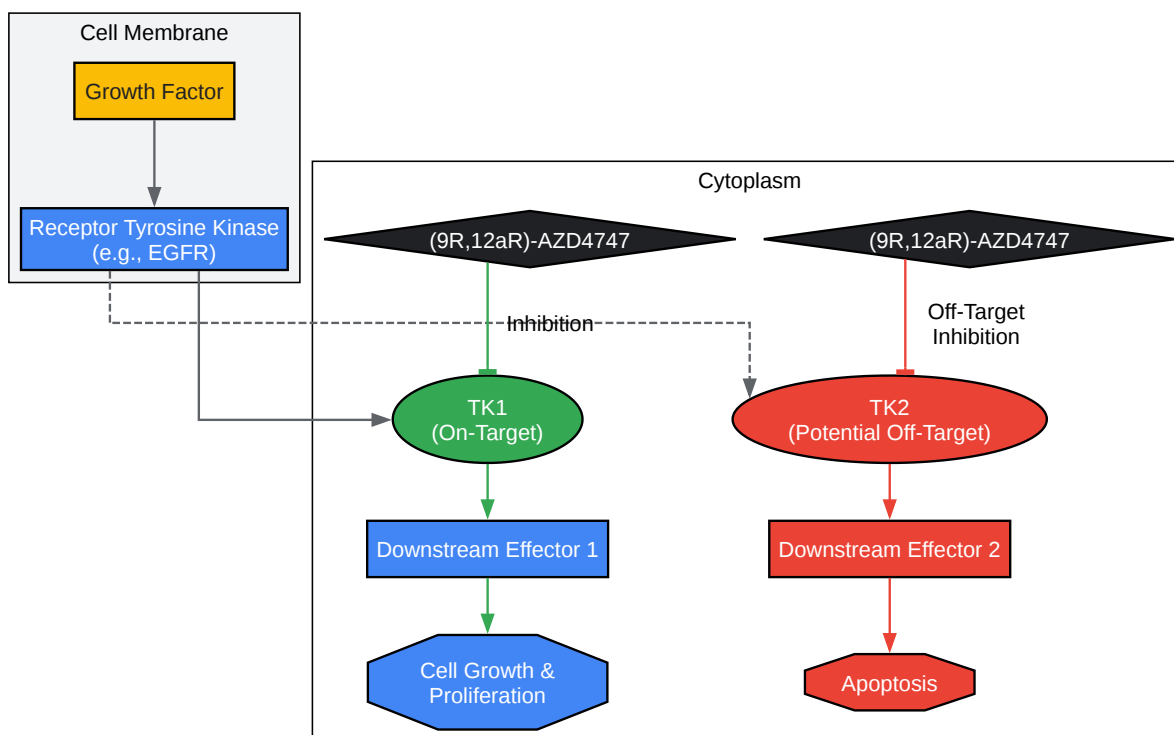 Cell Membrane
Growth Factor
Receptor Tyrosine Kinase
(e.g., EGFR)
Cytoplasm
(9R,12aR)-AZD4747
(9R,12aR)-AZD4747
Inhibition
Off-Target
Inhibition
TK1
(On-Target)
TK2
(Potential Off-Target)
Downstream Effector 1
Downstream Effector 2
Cell Growth &
Proliferation
Apoptosis